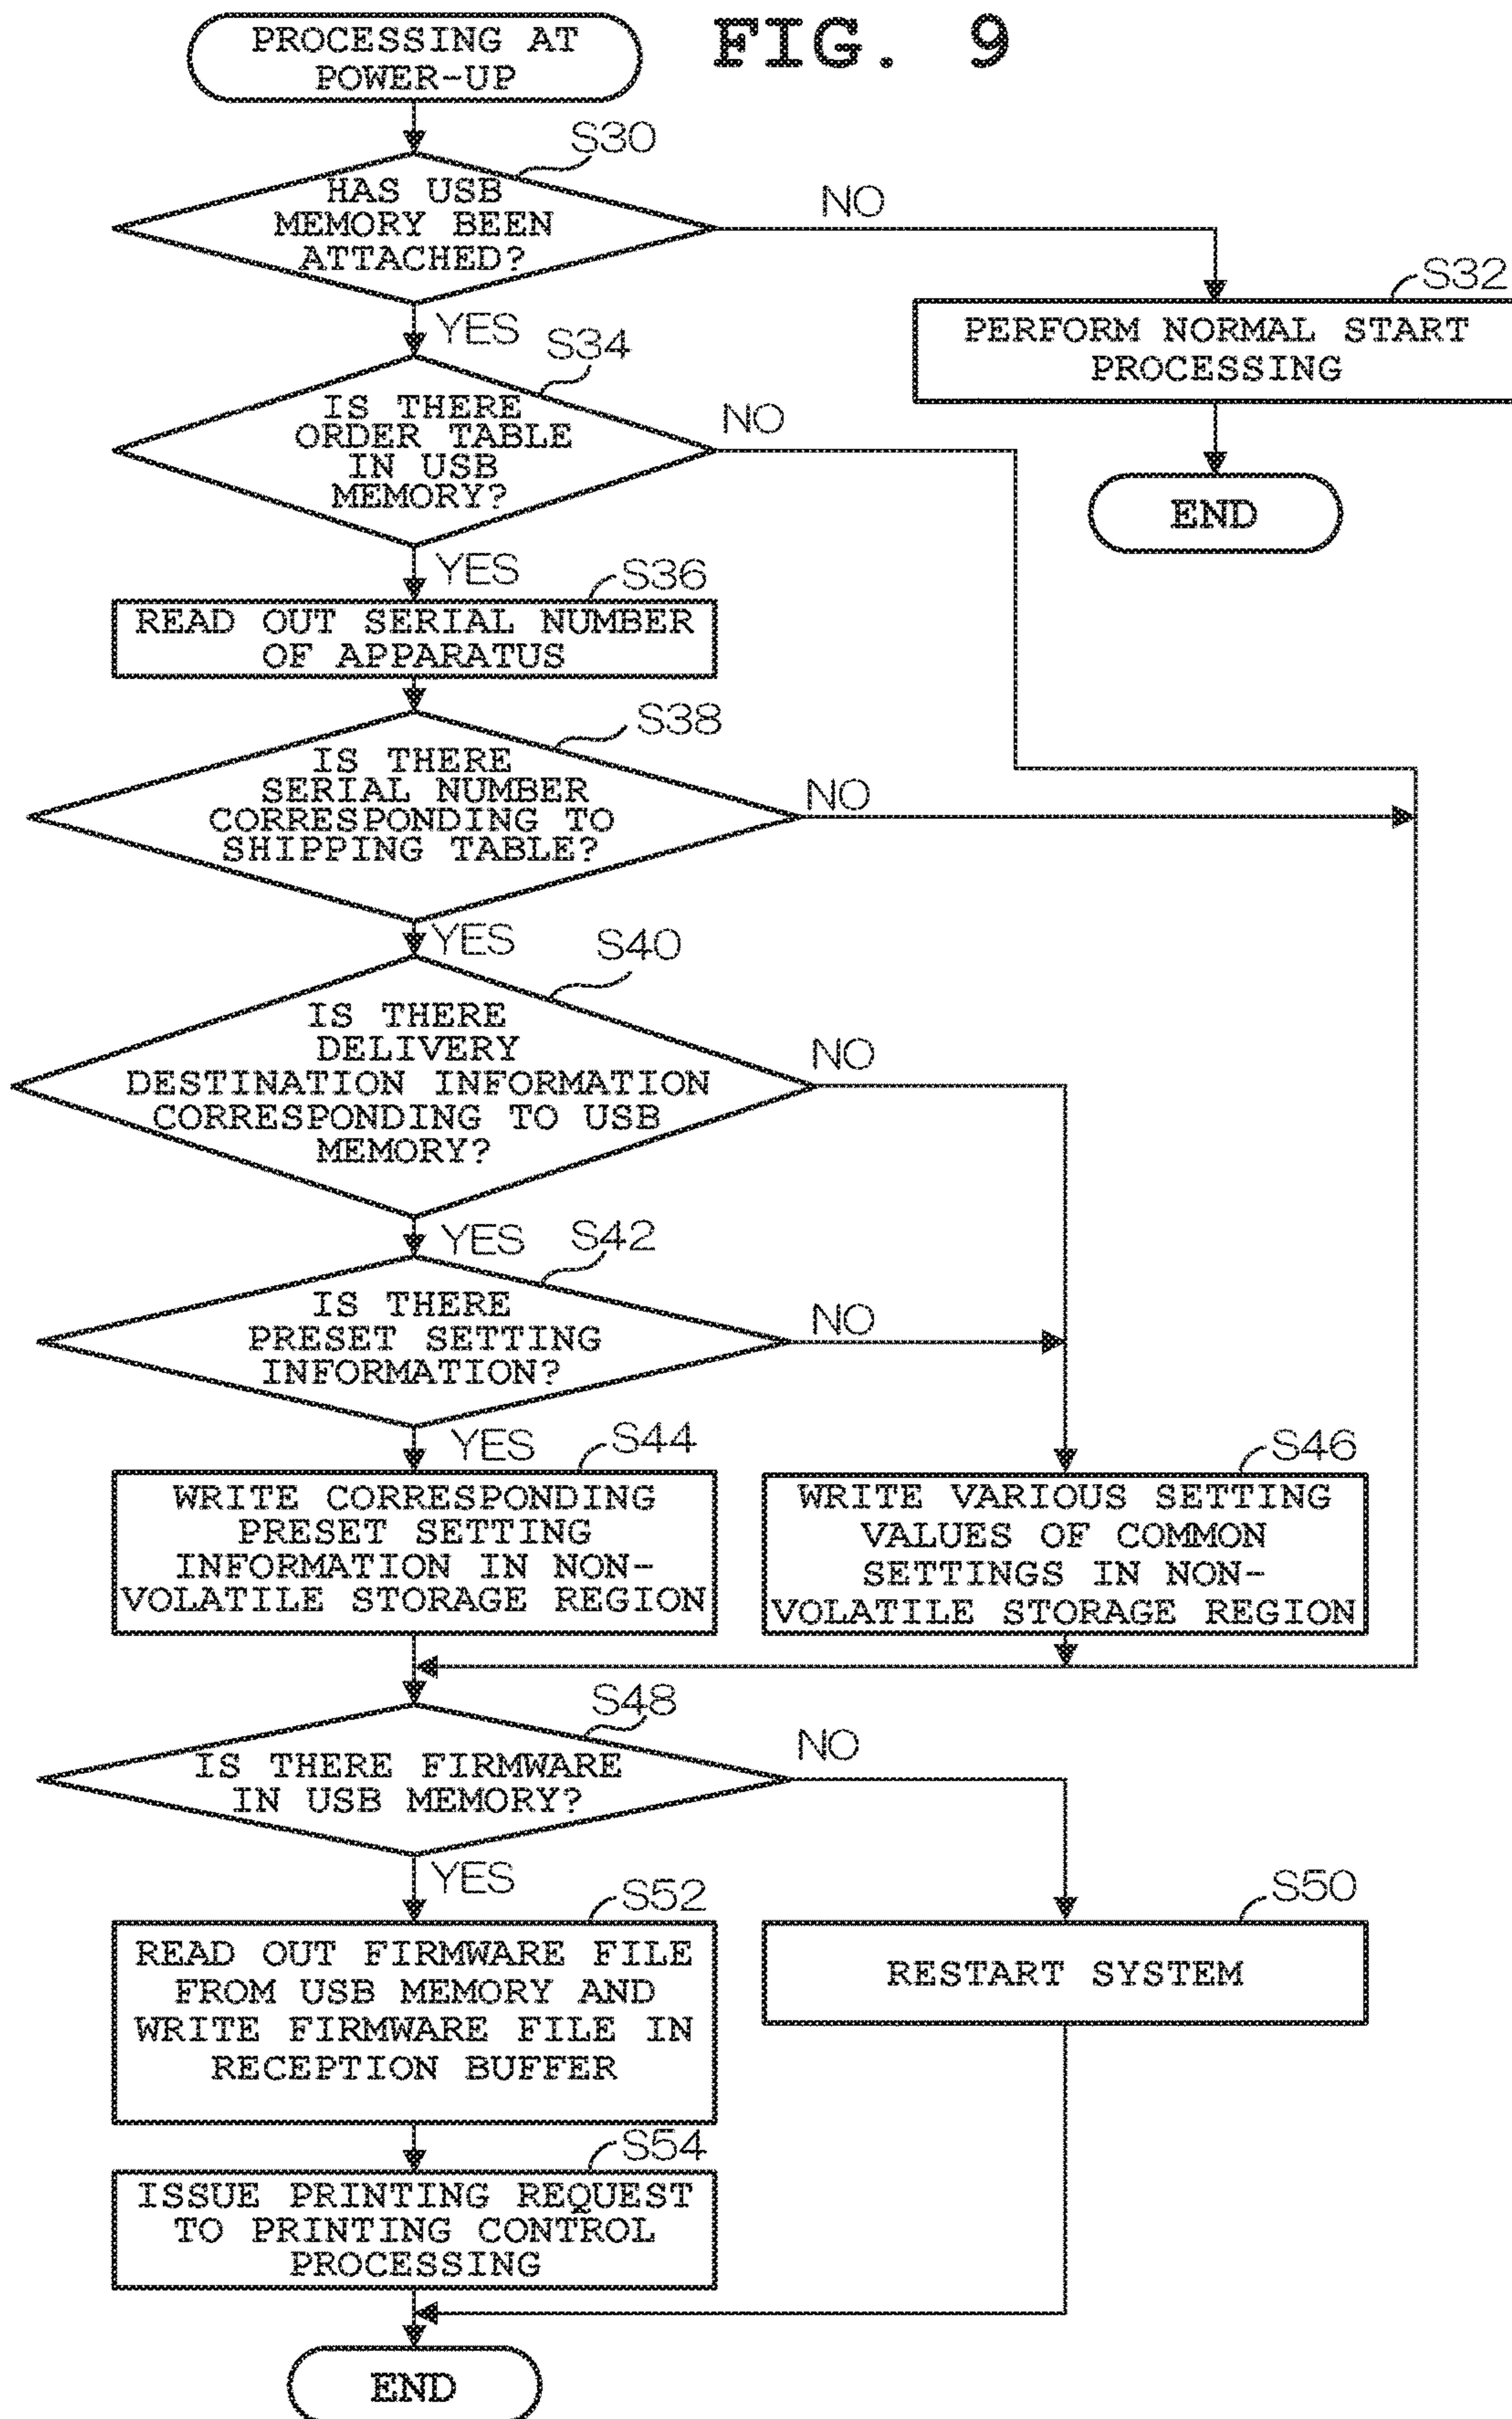 FIG. 9
PROCESSING AT
POWER-UP
S30
HAS USB
MEMORY BEEN
ATTACHED?
NO
YES
S32
PERFORM NORMAL START
PROCESSING
END
S34
IS THERE
ORDER TABLE
IN USB
MEMORY?
NO
YES
S36
READ OUT SERIAL NUMBER
OF APPARATUS
S38
IS THERE
SERIAL NUMBER
CORRESPONDING TO
SHIPPING TABLE?
NO
YES
S40
IS THERE
DELIVERY
DESTINATION INFORMATION
CORRESPONDING TO USB
MEMORY?
NO
YES
S42
IS THERE
PRESET SETTING
INFORMATION?
NO
YES
S44
WRITE CORRESPONDING
PRESET SETTING
INFORMATION IN NON-
VOLATILE STORAGE REGION
S46
WRITE VARIOUS SETTING
VALUES OF COMMON
SETTINGS IN NON-
VOLATILE STORAGE REGION
S48
IS THERE FIRMWARE
IN USB MEMORY?
NO
YES
S52
READ OUT FIRMWARE FILE
FROM USB MEMORY AND
WRITE FIRMWARE FILE IN
RECEPTION BUFFER
S50
RESTART SYSTEM
S54
ISSUE PRINTING REQUEST
TO PRINTING CONTROL
PROCESSING
END